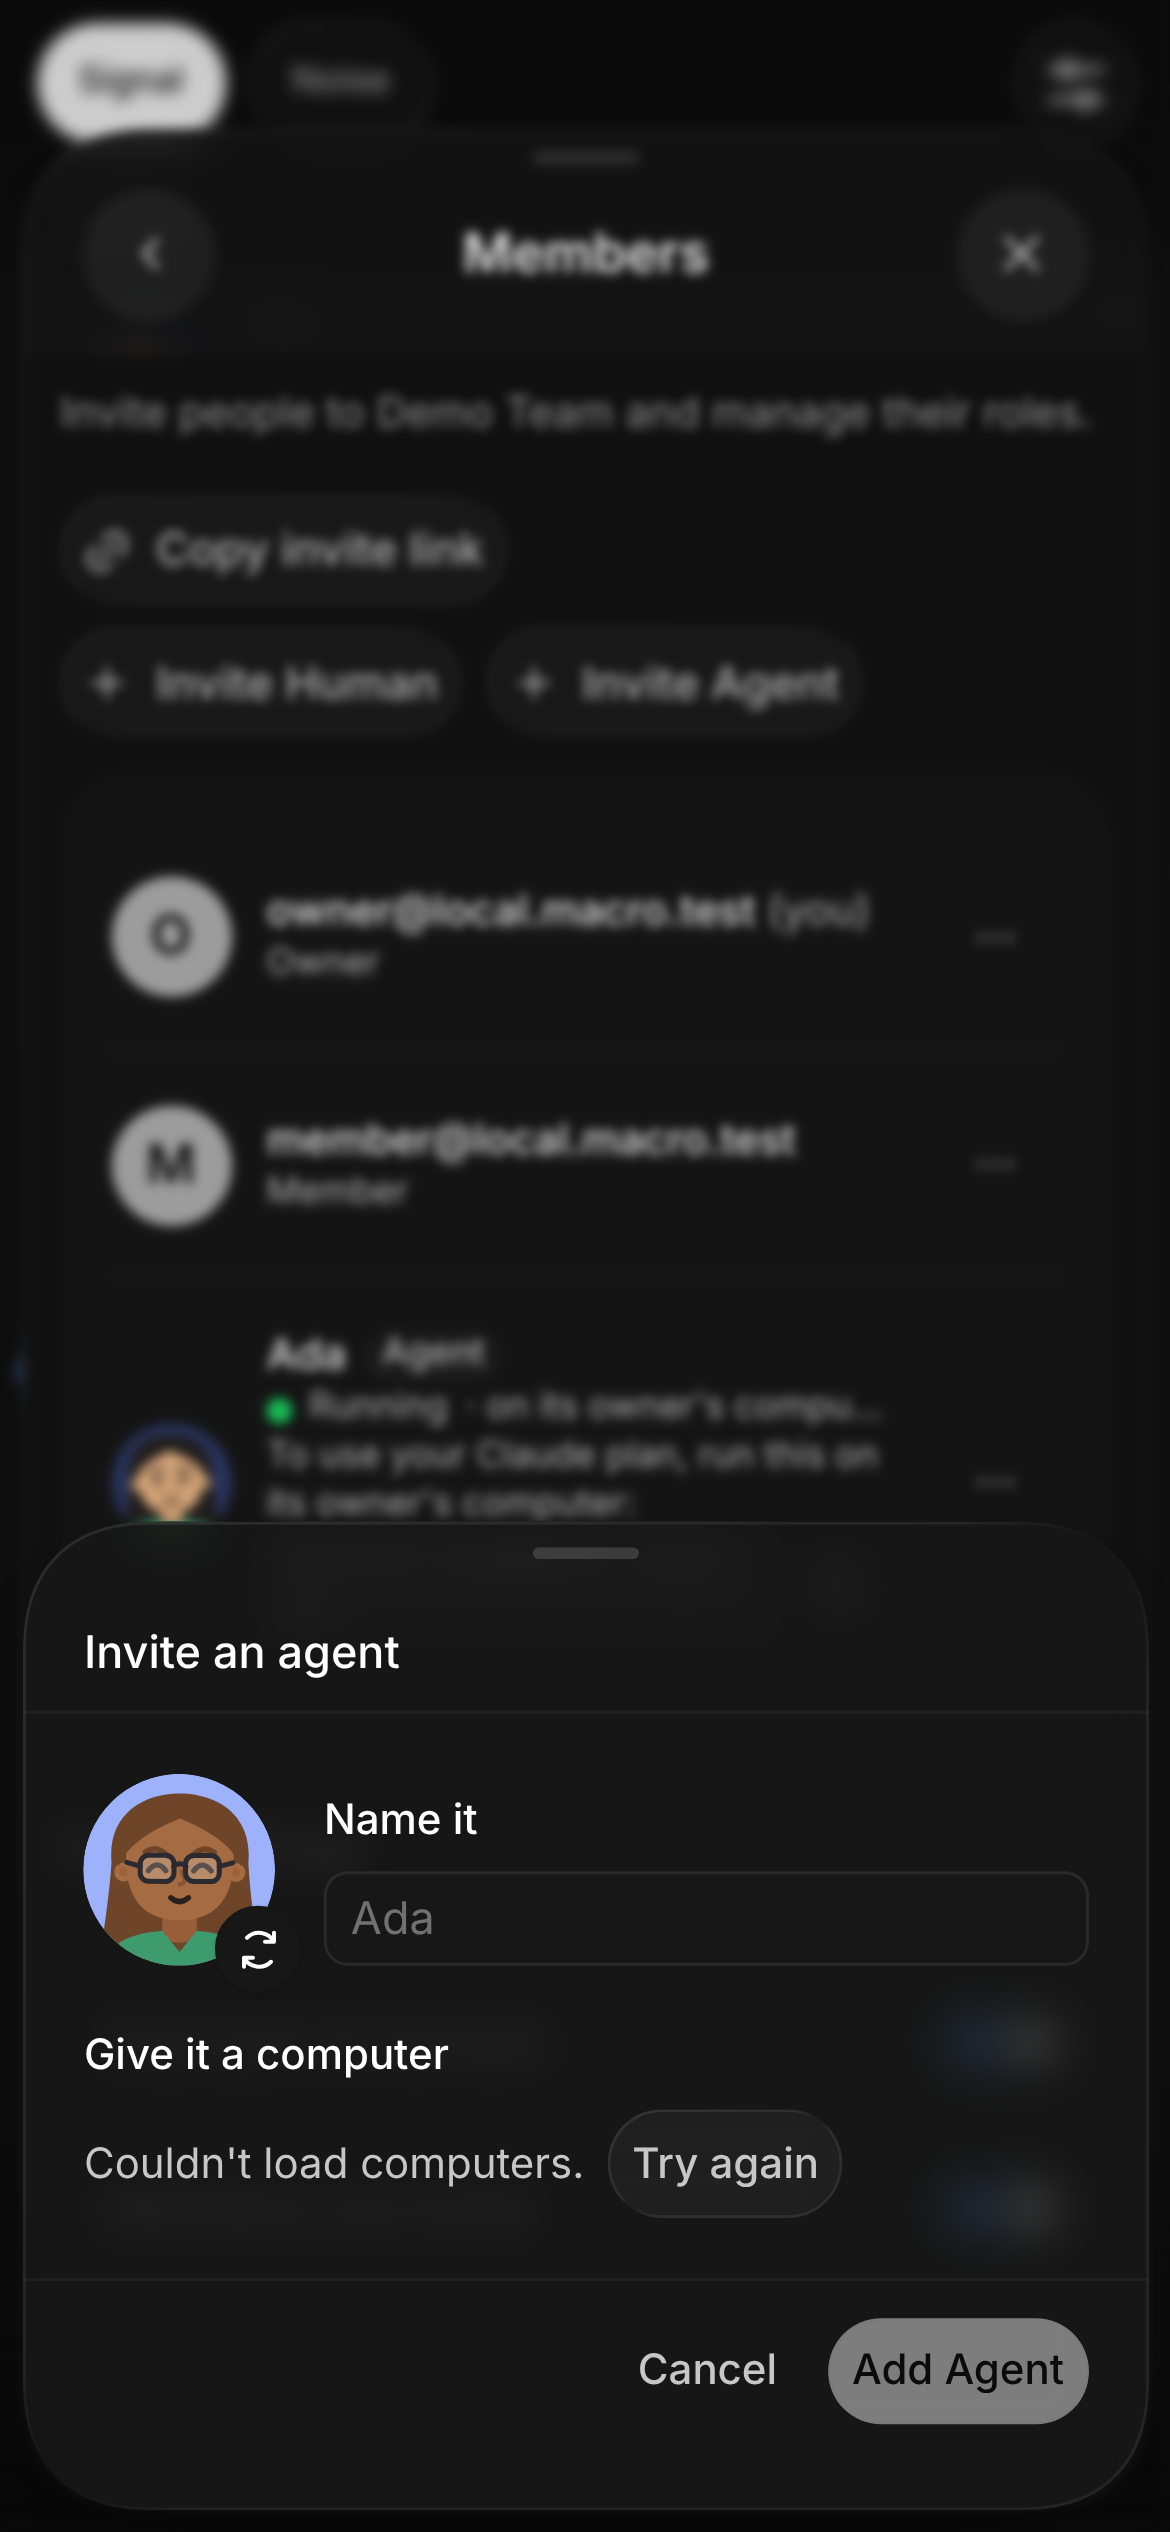 Signal
Noise
Members
Invite people to Demo Team and manage their roles.
Copy invite link
Invite Human
Invite Agent
O
owner@local.macro.test (you)
Owner
M
member@local.macro.test
Member
Ada Agent
Running · on its owner's compu...
To use your Claude plan, run this on
its owner's computer:
Invite an agent
Name it
Ada
Give it a computer
Couldn't load computers.
Try again
Cancel
Add Agent